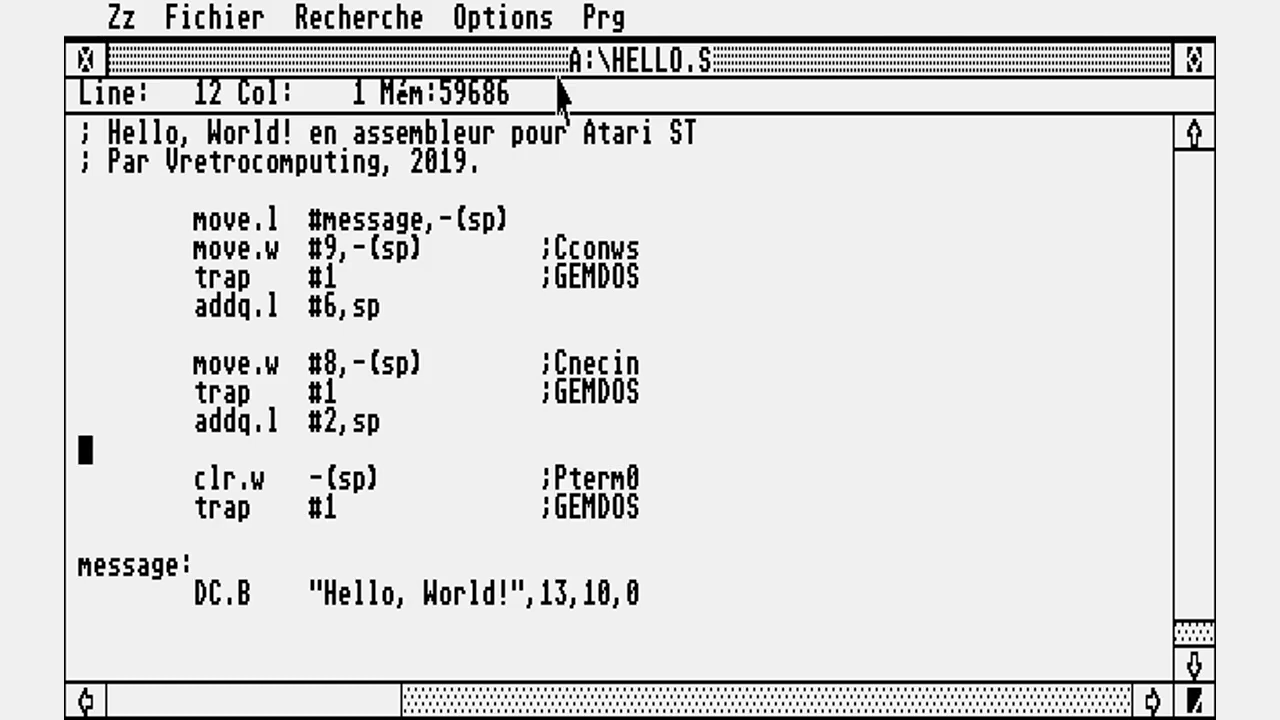 Zz Fichier Recherche Options Prg
A:\HELLO.S
Line: 12 Col: 1 Mém:59686
; Hello, World! en assembleur pour Atari ST
; Par Vretrocomputing, 2019.
move.l #message,-(sp)
move.w #9,-(sp) ;Cconws
trap #1 ;GEMDOS
addq.l #6,sp
move.w #8,-(sp) ;Cnecin
trap #1 ;GEMDOS
addq.l #2,sp
clr.w -(sp) ;Pterm0
trap #1 ;GEMDOS
message:
DC.B "Hello, World!",13,10,0